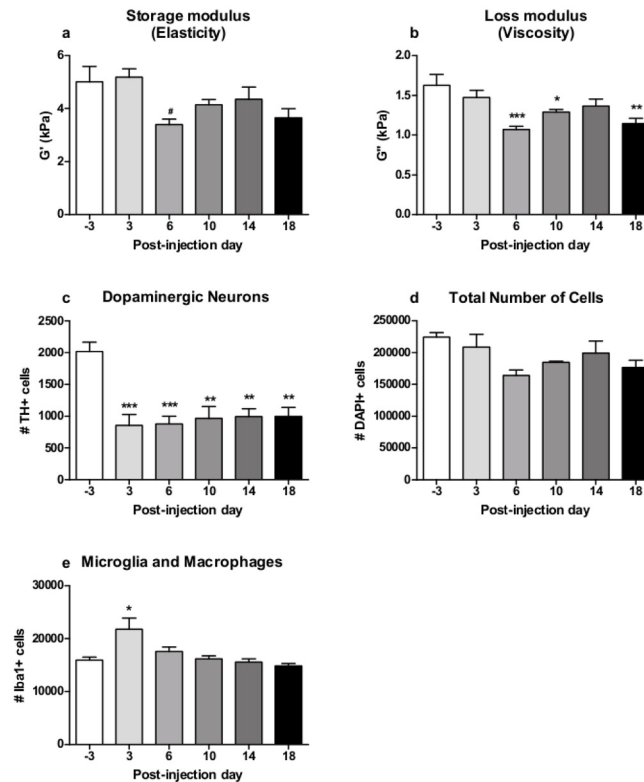 Storage modulus
(Elasticity)
a
G' (kPa)
6
4
2
0
#
-3 3 6 10 14 18
Post-injection day
Loss modulus
(Viscosity)
b
G" (kPa)
2.0
1.5
1.0
0.5
0.0
*** * **
-3 3 6 10 14 18
Post-injection day
c Dopaminergic Neurons
# TH+ cells
2500
2000
1500
1000
500
0
*** *** ** ** **
-3 3 6 10 14 18
Post-injection day
d Total Number of Cells
# DAPI+ cells
250000
200000
150000
100000
50000
0
-3 3 6 10 14 18
Post-injection day
e Microglia and Macrophages
# Iba1+ cells
30000
20000
10000
0
*
-3 3 6 10 14 18
Post-injection day